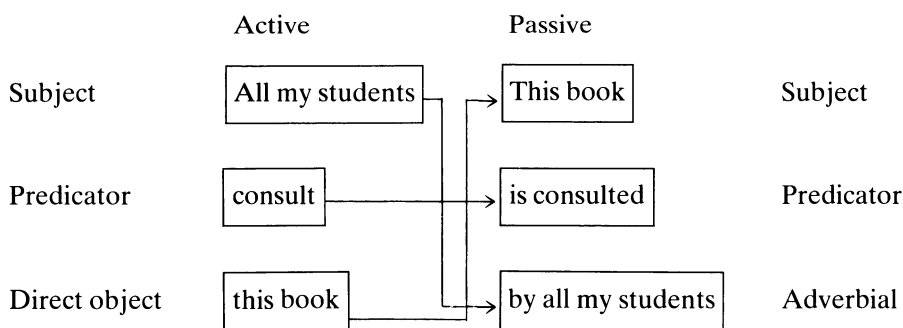 Active Passive
Subject All my students This book Subject
Predicator consult is consulted Predicator
Direct object this book by all my students Adverbial